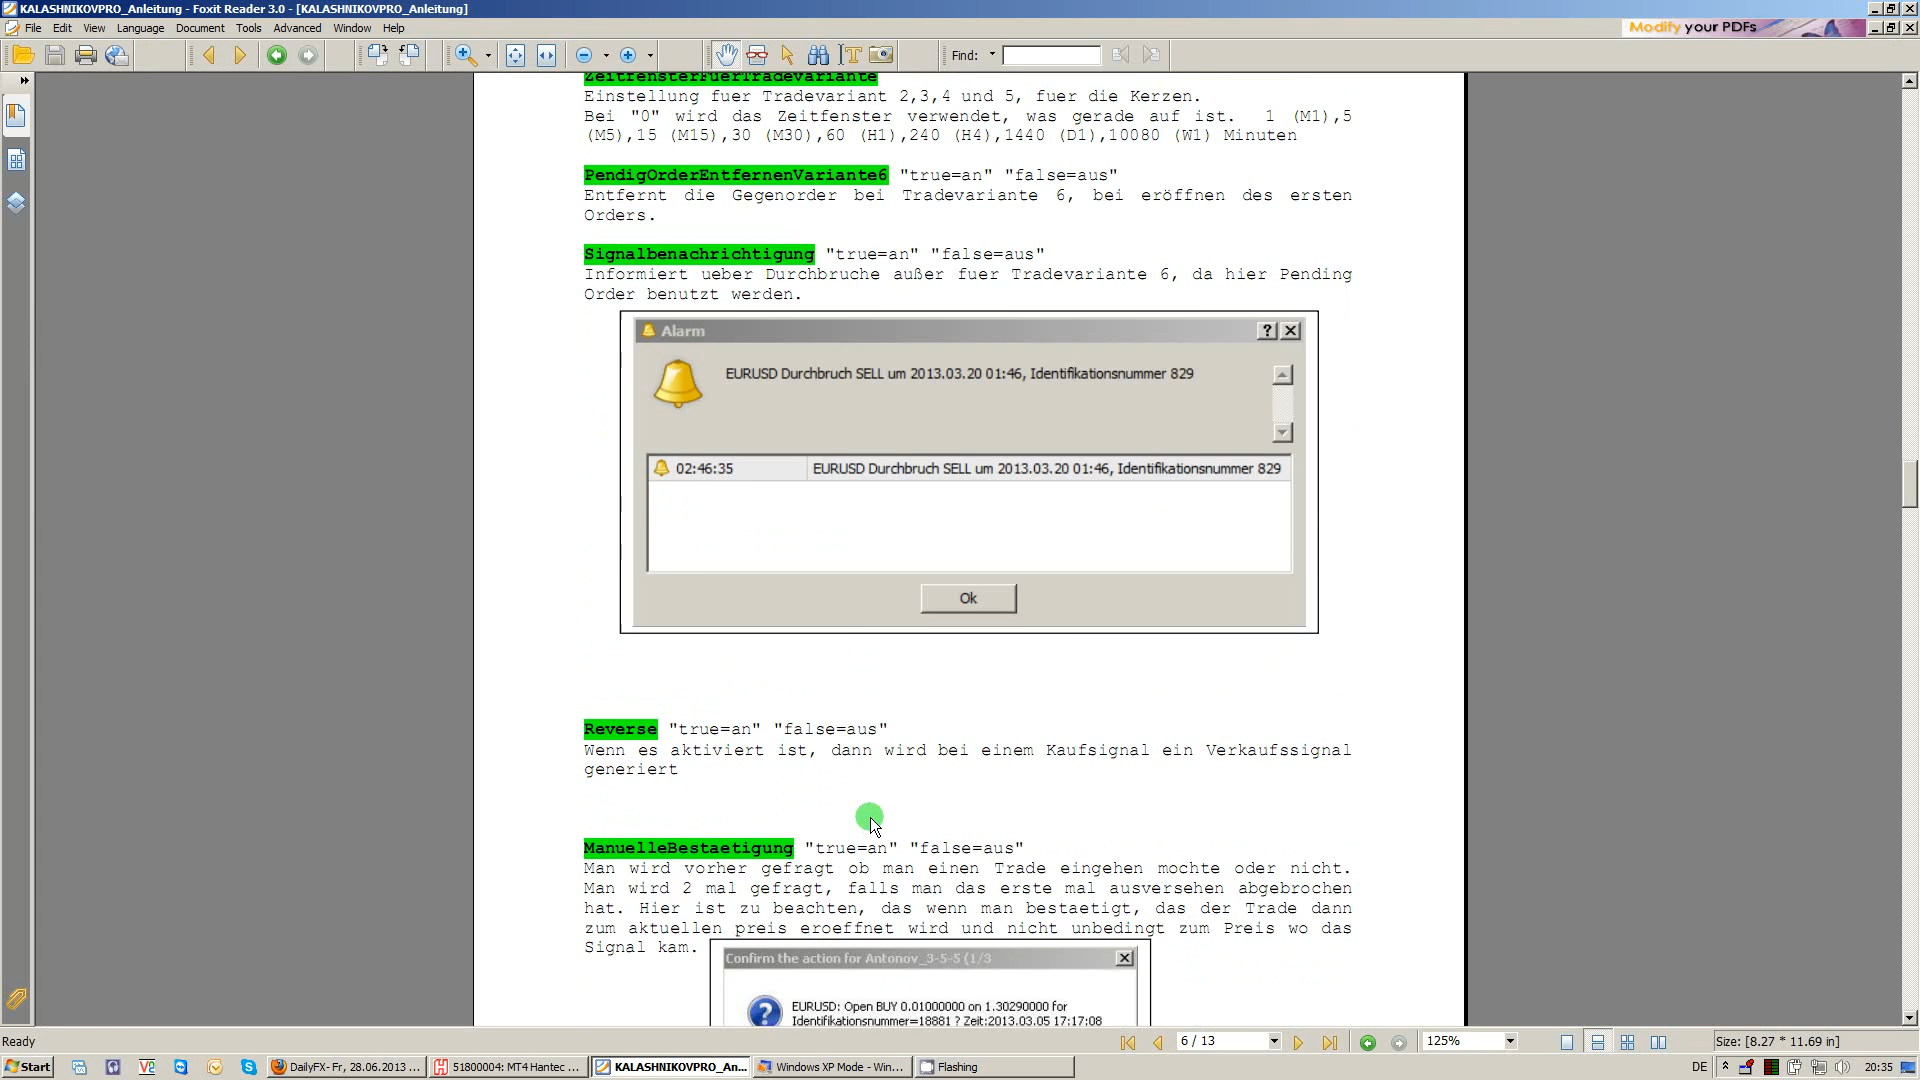 KALASHNIKOVPRO_Anleitung - Foxit Reader 3.0 - [KALASHNIKOVPRO_Anleitung]
File Edit View Language Document Tools Advanced Window Help
Modify your PDFs
Find:
ZeitfensterFuerTradevariante
Einstellung fuer Tradevariant 2,3,4 und 5, fuer die Kerzen.
Bei "0" wird das Zeitfenster verwendet, was gerade auf ist. 1 (M1),5
(M5),15 (M15),30 (M30),60 (H1),240 (H4),1440 (D1),10080 (W1) Minuten
PendigOrderEntfernenVariante6 "true=an" "false=aus"
Entfernt die Gegenorder bei Tradevariante 6, bei eröffnen des ersten
Orders.
Signalbenachrichtigung "true=an" "false=aus"
Informiert ueber Durchbruche außer fuer Tradevariante 6, da hier Pending
Order benutzt werden.
Alarm
EURUSD Durchbruch SELL um 2013.03.20 01:46, Identifikationsnummer 829
02:46:35 EURUSD Durchbruch SELL um 2013.03.20 01:46, Identifikationsnummer 829
Ok
Reverse "true=an" "false=aus"
Wenn es aktiviert ist, dann wird bei einem Kaufsignal ein Verkaufssignal
generiert
ManuelleBestaetigung "true=an" "false=aus"
Man wird vorher gefragt ob man einen Trade eingehen mochte oder nicht.
Man wird 2 mal gefragt, falls man das erste mal ausversehen abgebrochen
hat. Hier ist zu beachten, das wenn man bestaetigt, das der Trade dann
zum aktuellen preis eroeffnet wird und nicht unbedingt zum Preis wo das
Signal kam.
Confirm the action for Antonov_3-5-5 (1/3
EURUSD: Open BUY 0.01000000 on 1.30290000 for
Identifikationsnummer=18881 ? Zeit:2013.03.05 17:17:08
Ready
6 / 13
125%
Size: [8.27 * 11.69 in]
Start
DailyFX - Fr, 28.06.2013 ...
51800004: MT4 Hantec ...
KALASHNIKOVPRO_An...
Windows XP Mode - Win...
Flashing
DE
20:35